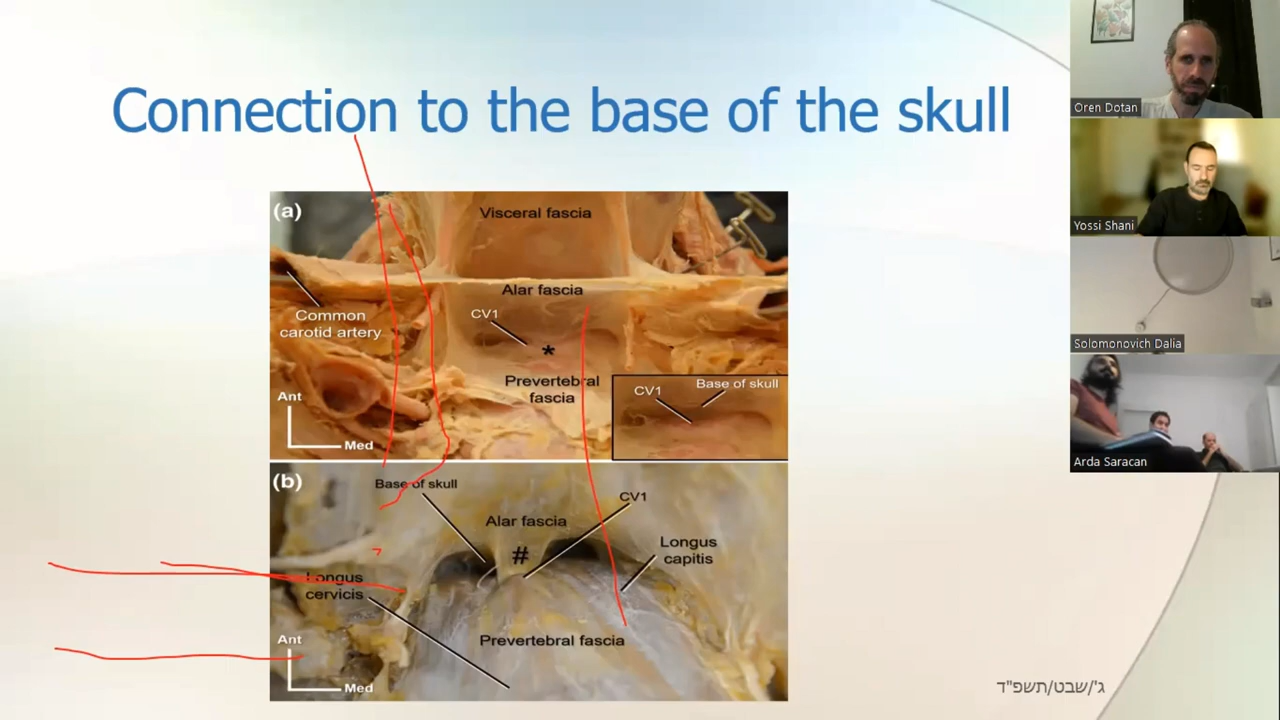 Connection to the base of the skull
(a)
Visceral fascia
Alar fascia
CV1
Common
carotid artery
*
Prevertebral
fascia
CV1
Base of skull
Ant
Med
(b)
Base of skull
CV1
Alar fascia
#
Longus
capitis
Longus
cervicis
Prevertebral fascia
Ant
Med
ג'/שבט/תשפ"ד
Oren Dotan
Yossi Shani
Solomonovich Dalia
Arda Saracan